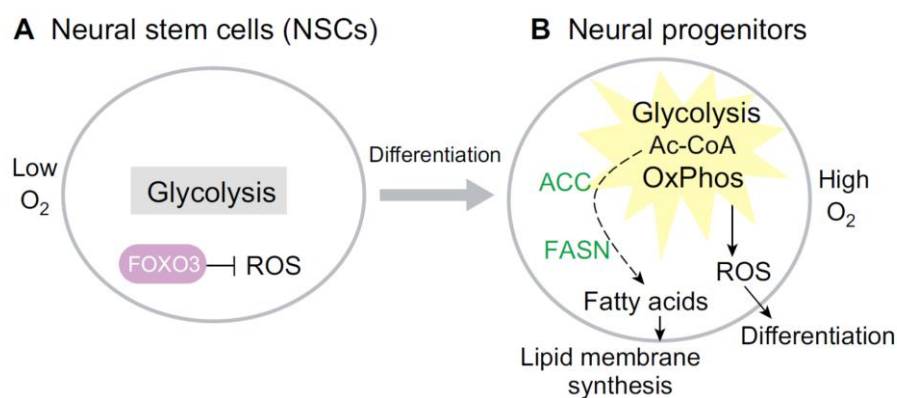 A Neural stem cells (NSCs)
Low
O₂
Glycolysis
FOXO3
ROS
Differentiation
B Neural progenitors
Glycolysis
Ac-CoA
OxPhos
ACC
FASN
High
O₂
ROS
Fatty acids
Differentiation
Lipid membrane
synthesis